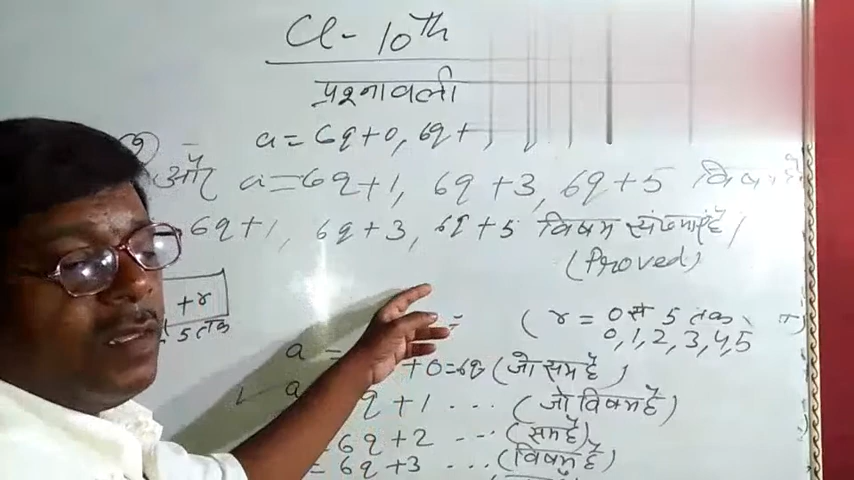 Cl- 10th
प्रश्नावली
a = 6q+0, 6q+
और a = 6q+1, 6q+3, 6q+5
6q+1, 6q+3, 6q+5 विषम संख्याएँ है
(Proved)
+r
5 तक
( r = 0 से 5 तक
0,1,2,3,4,5
a = +0=6q (जो सम है)
a q+1 ... (जो विषम है)
=6q+2 --- (सम है)
=6q+3 ... (विषम है)